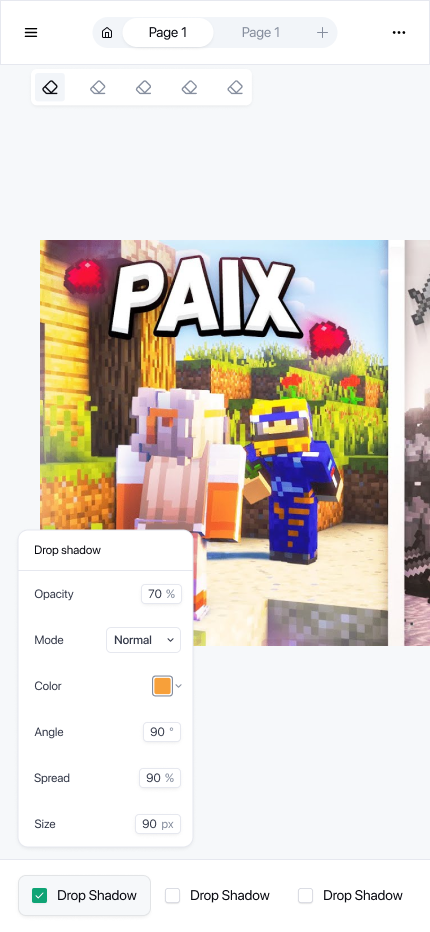 Page 1
Page 1
PAIX
Drop shadow
Opacity 70 %
Mode Normal
Color
Angle 90 °
Spread 90 %
Size 90 px
Drop Shadow
Drop Shadow
Drop Shadow